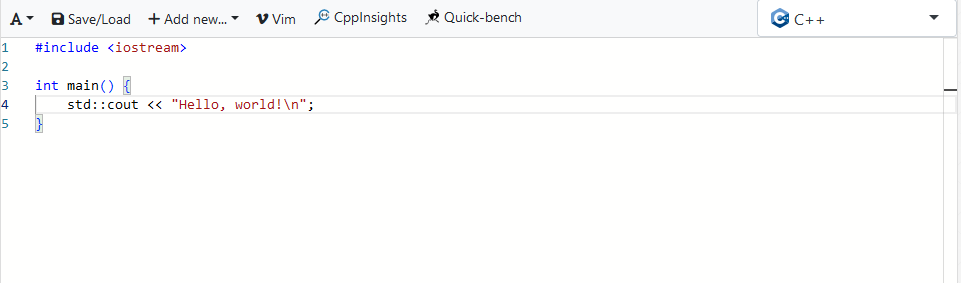 A Save/Load Add new... Vim CppInsights Quick-bench C++
1 #include <iostream>
2
3 int main() {
4     std::cout << "Hello, world!\n";
5 }